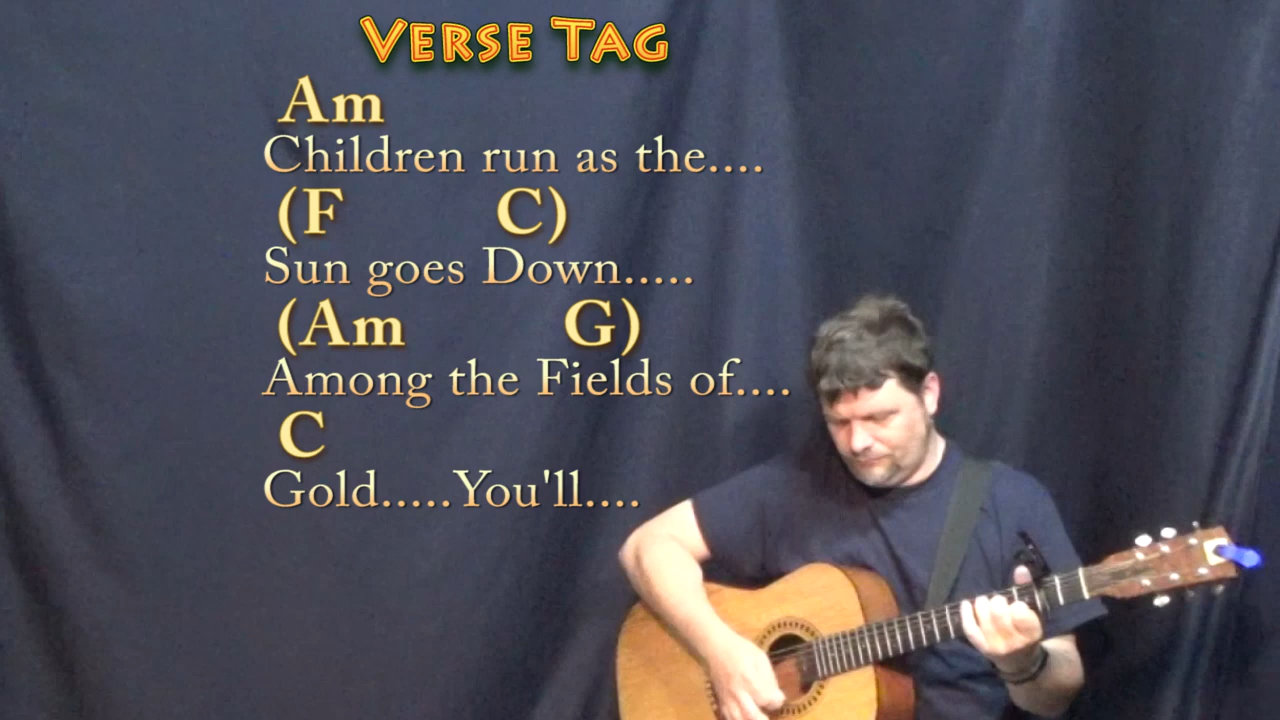 Verse Tag
Am
Children run as the....
(F C)
Sun goes Down.....
(Am G)
Among the Fields of....
C
Gold.....You'll....